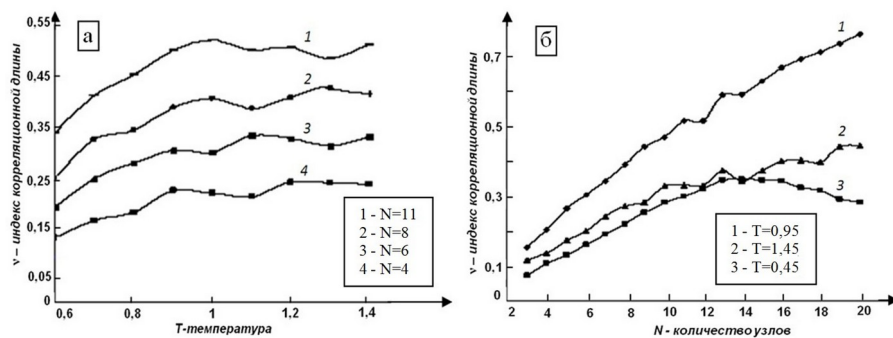 а
ν – индекс корреляционной длины
0,55
0,45
0,35
0,25
0,15
0,05
0
0,6
0,8
1
1,2
1,4
T-температура
1
2
3
4
1 - N=11
2 - N=8
3 - N=6
4 - N=4
б
ν – индекс корреляционной длины
0,7
0,5
0,3
0,1
2
4
6
8
10
12
14
16
18
20
N - количество узлов
1
2
3
1 - T=0,95
2 - T=1,45
3 - T=0,45